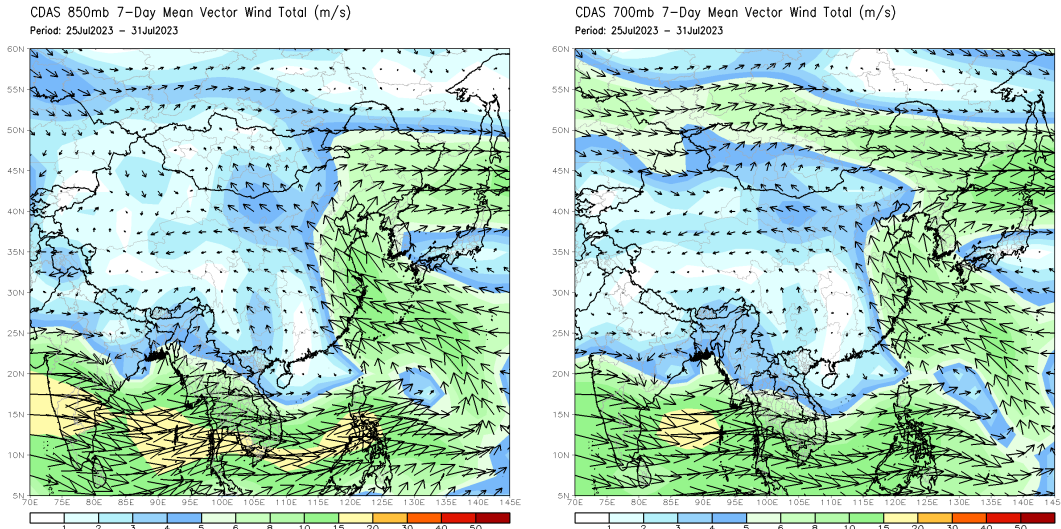 CDAS 850mb 7-Day Mean Vector Wind Total (m/s)
Period: 25Jul2023 - 31Jul2023
60N
55N
50N
45N
40N
35N
30N
25N
20N
15N
10N
5N
70E 75E 80E 85E 90E 95E 100E 105E 110E 115E 120E 125E 130E 135E 140E 145E
1 2 3 4 5 6 8 10 15 20 30 40 50
CDAS 700mb 7-Day Mean Vector Wind Total (m/s)
Period: 25Jul2023 - 31Jul2023
60N
55N
50N
45N
40N
35N
30N
25N
20N
15N
10N
5N
70E 75E 80E 85E 90E 95E 100E 105E 110E 115E 120E 125E 130E 135E 140E 145E
1 2 3 4 5 6 8 10 15 20 30 40 50